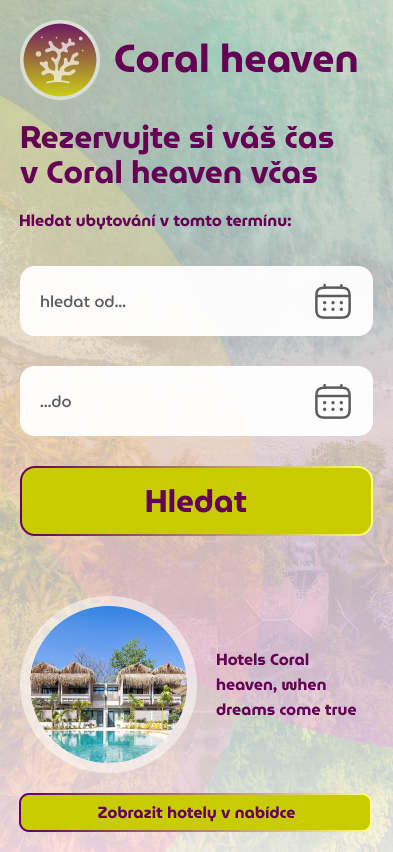 Coral heaven
Rezervujte si váš čas
v Coral heaven včas
Hledat ubytování v tomto termínu:
hledat od...
...do
Hledat
Hotels Coral
heaven, when
dreams come true
Zobrazit hotely v nabídce